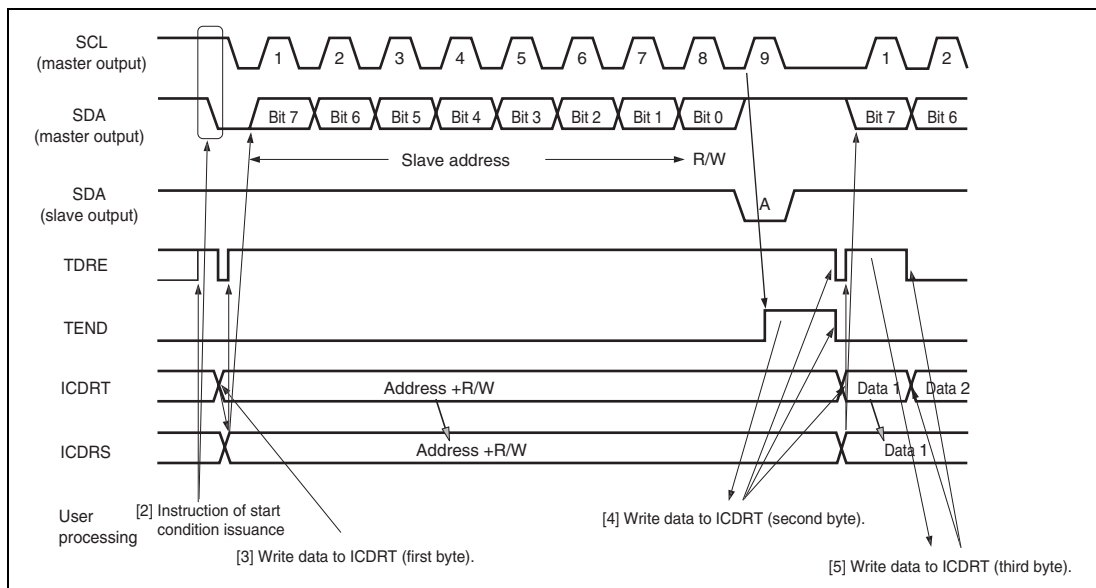 SCL
(master output)
1 2 3 4 5 6 7 8 9 1 2
SDA
(master output)
Bit 7 Bit 6 Bit 5 Bit 4 Bit 3 Bit 2 Bit 1 Bit 0 Bit 7 Bit 6
Slave address R/W
SDA
(slave output)
A
TDRE
TEND
ICDRT
Address +R/W Data 1 Data 2
ICDRS
Address +R/W Data 1
User
processing
[2] Instruction of start
condition issuance
[3] Write data to ICDRT (first byte).
[4] Write data to ICDRT (second byte).
[5] Write data to ICDRT (third byte).